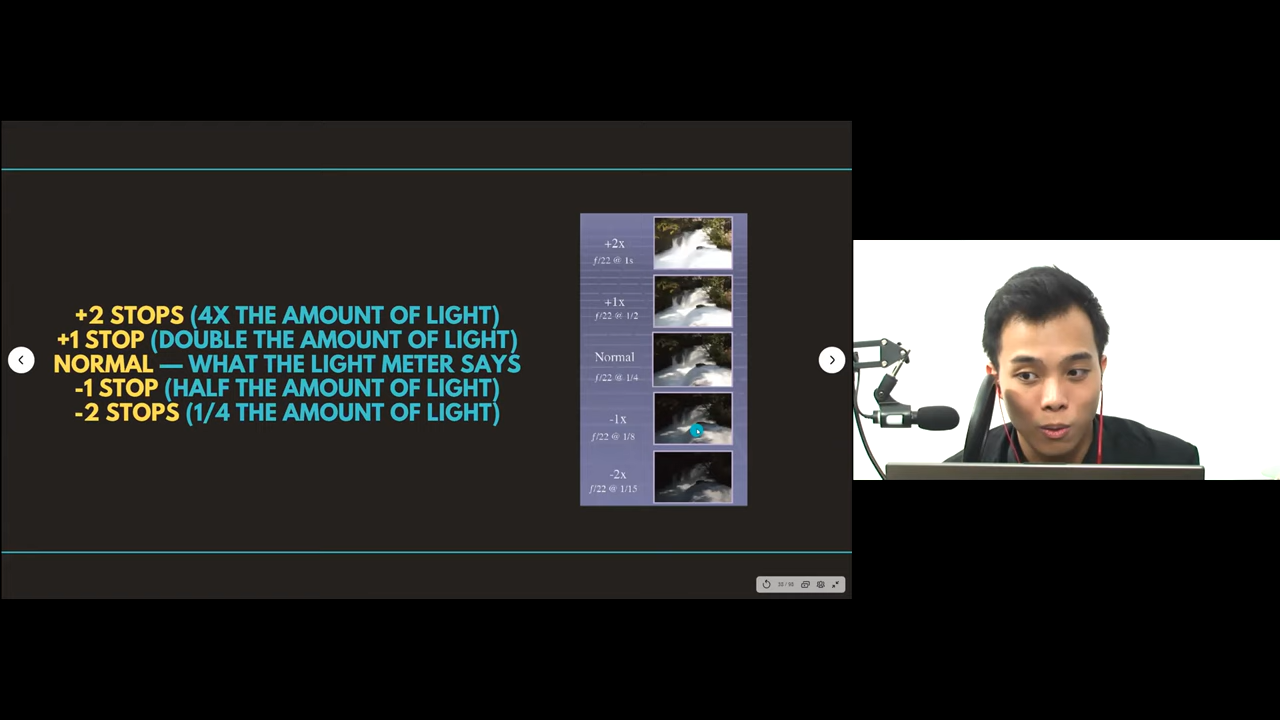 +2 STOPS (4X THE AMOUNT OF LIGHT)
+1 STOP (DOUBLE THE AMOUNT OF LIGHT)
NORMAL — WHAT THE LIGHT METER SAYS
-1 STOP (HALF THE AMOUNT OF LIGHT)
-2 STOPS (1/4 THE AMOUNT OF LIGHT)
+2x
f/22 @ 1s
+1x
f/22 @ 1/2
Normal
f/22 @ 1/4
-1x
f/22 @ 1/8
-2x
f/22 @ 1/15